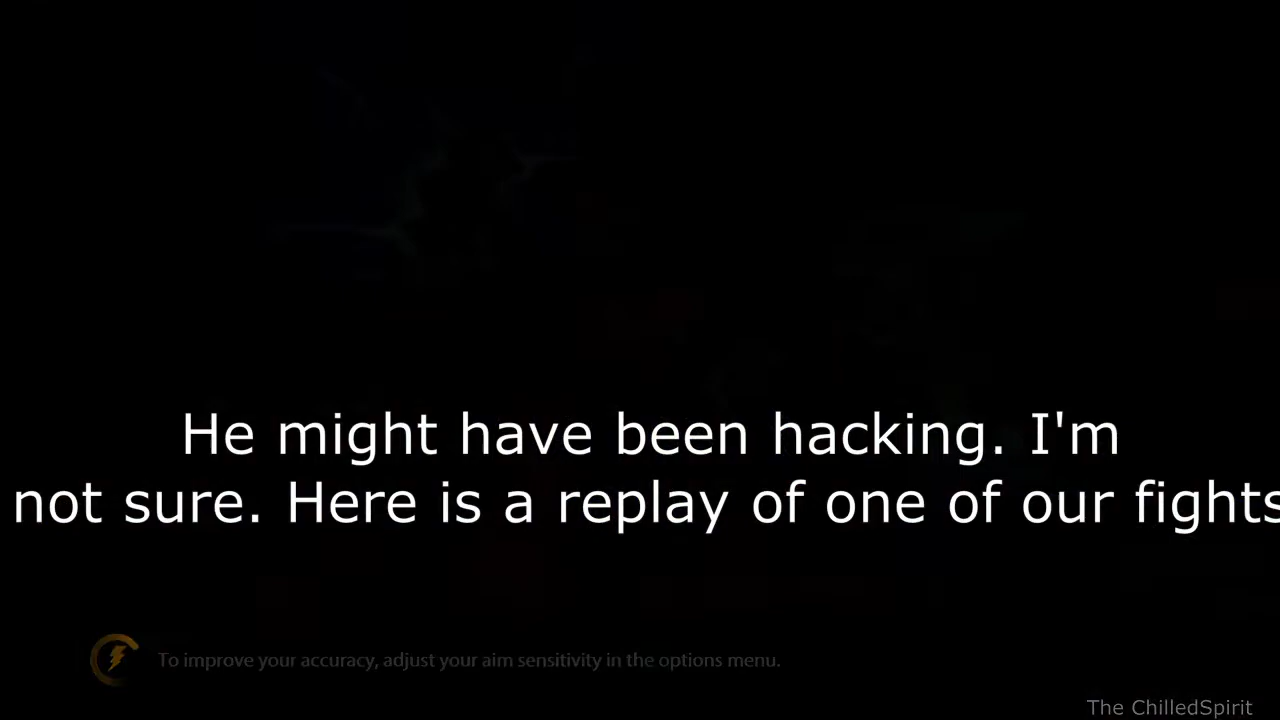 He might have been hacking. I'm
not sure. Here is a replay of one of our fights
To improve your accuracy, adjust your aim sensitivity in the options menu.
The ChilledSpirit